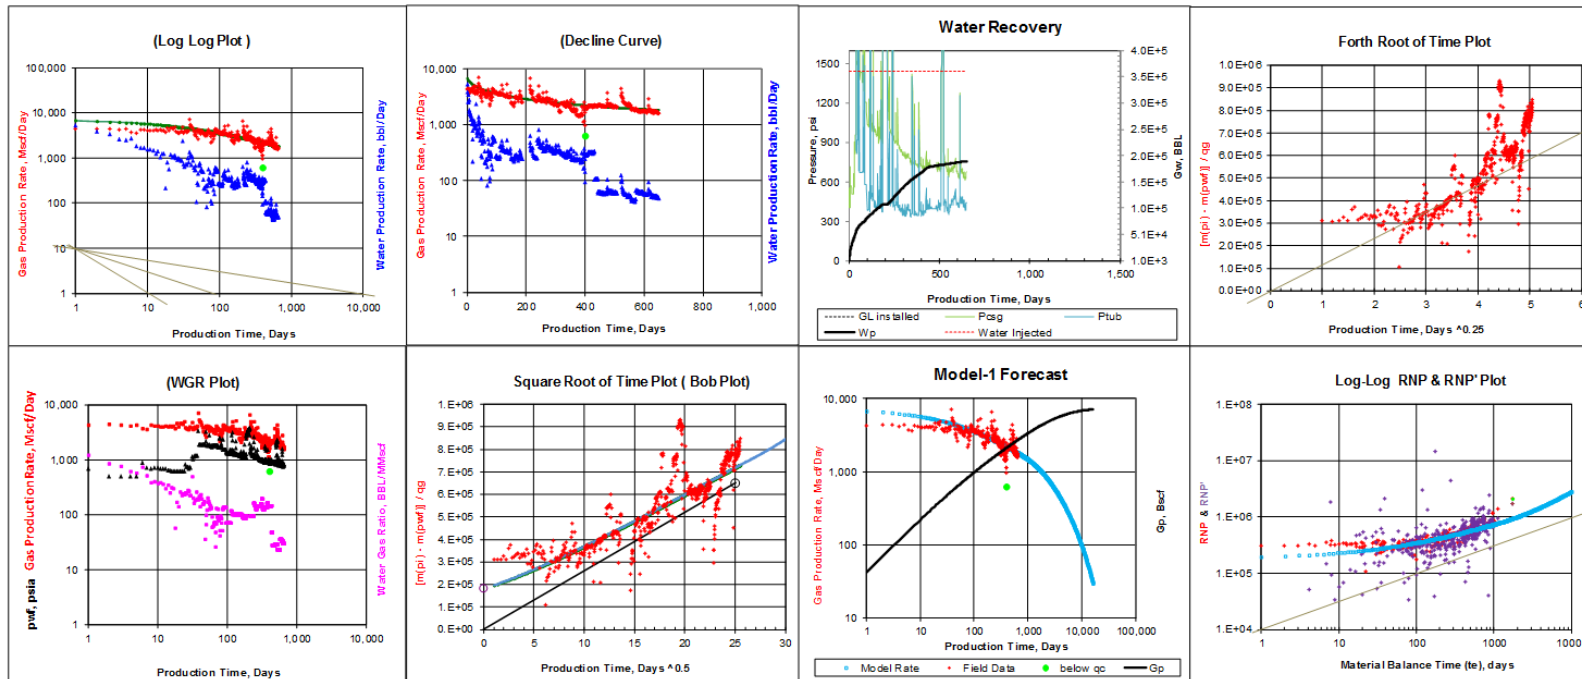 (Log Log Plot )
100,000
10,000
1,000
100
10
1
1
10
100
1,000
10,000
Gas Production Rate, Mscf/Day
Water Production Rate, bbl/Day
Production Time, Days
(Decline Curve)
10,000
1,000
100
10
1
0
200
400
600
800
1,000
Gas Production Rate, Mscf/Day
Water Production Rate, bbl/Day
Production Time, Days
Water Recovery
1500
1200
900
600
300
0
4.0E+5
3.5E+5
3.0E+5
2.5E+5
2.0E+5
1.5E+5
1.0E+5
5.1E+4
1.0E+3
0
500
1,000
1,500
Pressure, psi
Gwv, BBL
Production Time, Days
GL installed
Pcsg
Ptub
Wp
Water Injected
Forth Root of Time Plot
1.0E+06
9.0E+05
8.0E+05
7.0E+05
6.0E+05
5.0E+05
4.0E+05
3.0E+05
2.0E+05
1.0E+05
0.0E+00
0
1
2
3
4
5
6
[m(pi) - m(pwf)] / qg
Production Time, Days ^0.25
(WGR Plot)
10,000
1,000
100
10
1
1
10
100
1,000
10,000
pwf, psia Gas Production Rate, Mscf/Day
Water Gas Ratio, BBL/MMscf
Production Time, Days
Square Root of Time Plot ( Bob Plot)
1.E+06
9.E+05
8.E+05
7.E+05
6.E+05
5.E+05
4.E+05
3.E+05
2.E+05
1.E+05
0.E+00
0
5
10
15
20
25
30
[m(pi) - m(pwf)] / qg
Production Time, Days ^0.5
Model-1 Forecast
10,000
1,000
100
10
1
10
100
1,000
10,000
100,000
Gas Production Rate, Mscf/Day
Gp, Bscf
Production Time, Days
Model Rate
Field Data
below qc
Gp
Log-Log RNP & RNP' Plot
1.E+08
1.E+07
1.E+06
1.E+05
1.E+04
1
10
100
1000
10000
RNP & RNP'
Material Balance Time (te), days